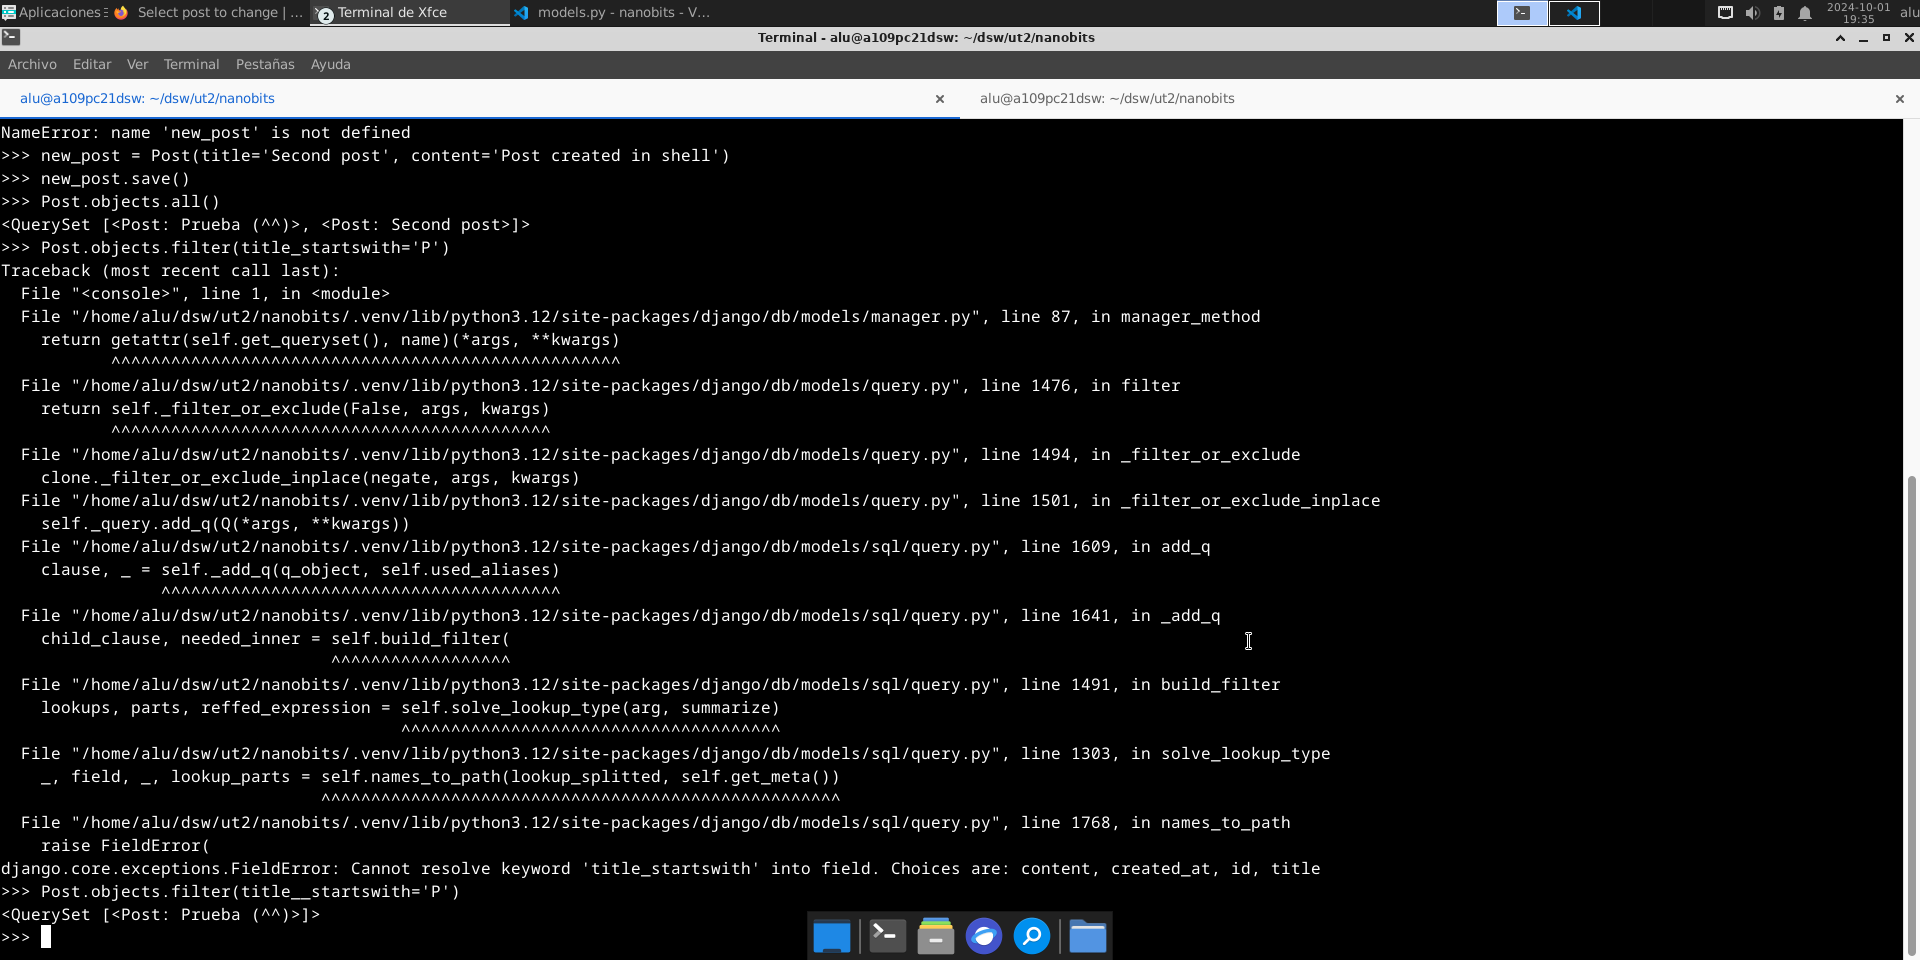 Aplicaciones
Select post to change | ...
2
Terminal de Xfce
models.py - nanobits - V...
2024-10-01
19:35
alu
Terminal - alu@a109pc21dsw: ~/dsw/ut2/nanobits
Archivo Editar Ver Terminal Pestañas Ayuda
alu@a109pc21dsw: ~/dsw/ut2/nanobits
alu@a109pc21dsw: ~/dsw/ut2/nanobits
NameError: name 'new_post' is not defined
>>> new_post = Post(title='Second post', content='Post created in shell')
>>> new_post.save()
>>> Post.objects.all()
<QuerySet [<Post: Prueba (^^)>, <Post: Second post>]>
>>> Post.objects.filter(title_startswith='P')
Traceback (most recent call last):
  File "<console>", line 1, in <module>
  File "/home/alu/dsw/ut2/nanobits/.venv/lib/python3.12/site-packages/django/db/models/manager.py", line 87, in manager_method
    return getattr(self.get_queryset(), name)(*args, **kwargs)
           ^^^^^^^^^^^^^^^^^^^^^^^^^^^^^^^^^^^^^^^^^^^^^^^^^^^
  File "/home/alu/dsw/ut2/nanobits/.venv/lib/python3.12/site-packages/django/db/models/query.py", line 1476, in filter
    return self._filter_or_exclude(False, args, kwargs)
           ^^^^^^^^^^^^^^^^^^^^^^^^^^^^^^^^^^^^^^^^^^^^
  File "/home/alu/dsw/ut2/nanobits/.venv/lib/python3.12/site-packages/django/db/models/query.py", line 1494, in _filter_or_exclude
    clone._filter_or_exclude_inplace(negate, args, kwargs)
  File "/home/alu/dsw/ut2/nanobits/.venv/lib/python3.12/site-packages/django/db/models/query.py", line 1501, in _filter_or_exclude_inplace
    self._query.add_q(Q(*args, **kwargs))
  File "/home/alu/dsw/ut2/nanobits/.venv/lib/python3.12/site-packages/django/db/models/sql/query.py", line 1609, in add_q
    clause, _ = self._add_q(q_object, self.used_aliases)
                ^^^^^^^^^^^^^^^^^^^^^^^^^^^^^^^^^^^^^^^^
  File "/home/alu/dsw/ut2/nanobits/.venv/lib/python3.12/site-packages/django/db/models/sql/query.py", line 1641, in _add_q
    child_clause, needed_inner = self.build_filter(
                                 ^^^^^^^^^^^^^^^^^^
  File "/home/alu/dsw/ut2/nanobits/.venv/lib/python3.12/site-packages/django/db/models/sql/query.py", line 1491, in build_filter
    lookups, parts, reffed_expression = self.solve_lookup_type(arg, summarize)
                                        ^^^^^^^^^^^^^^^^^^^^^^^^^^^^^^^^^^^^^^
  File "/home/alu/dsw/ut2/nanobits/.venv/lib/python3.12/site-packages/django/db/models/sql/query.py", line 1303, in solve_lookup_type
    _, field, _, lookup_parts = self.names_to_path(lookup_splitted, self.get_meta())
                                ^^^^^^^^^^^^^^^^^^^^^^^^^^^^^^^^^^^^^^^^^^^^^^^^^^^^
  File "/home/alu/dsw/ut2/nanobits/.venv/lib/python3.12/site-packages/django/db/models/sql/query.py", line 1768, in names_to_path
    raise FieldError(
django.core.exceptions.FieldError: Cannot resolve keyword 'title_startswith' into field. Choices are: content, created_at, id, title
>>> Post.objects.filter(title__startswith='P')
<QuerySet [<Post: Prueba (^^)>]>
>>>